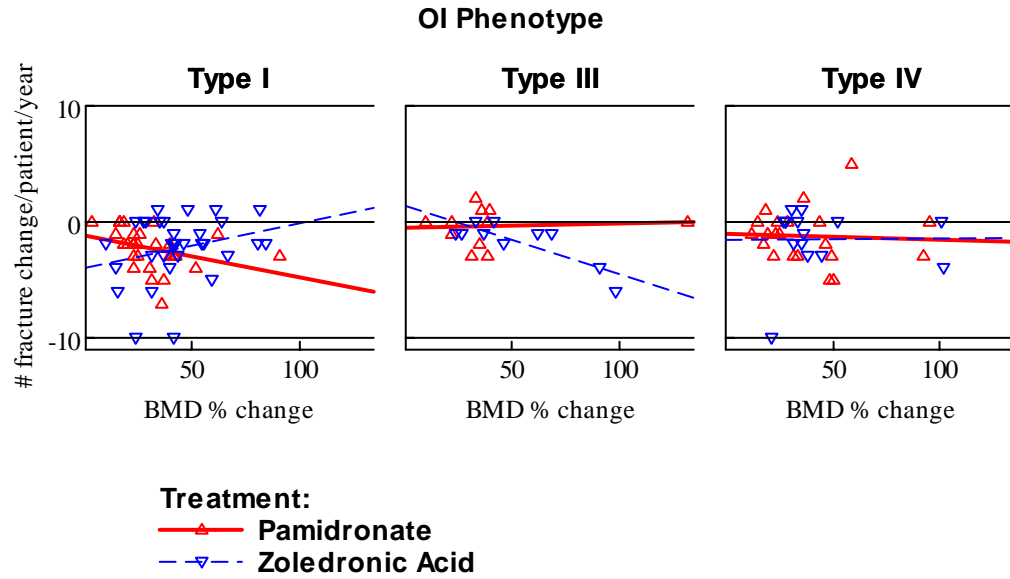 OI Phenotype
Type I
Type III
Type IV
# fracture change/patient/year
10
0
-10
50
100
50
100
50
100
BMD % change
BMD % change
BMD % change
Treatment:
Pamidronate
Zoledronic Acid